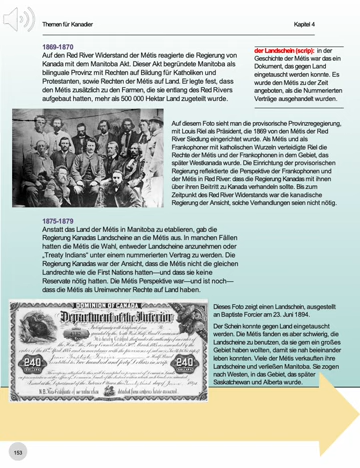 Themen für Kanadier
Kapitel 4
1869-1870
Auf den Red River Widerstand der Métis reagierte die Regierung von
Kanada mit dem Manitoba Akt. Dieser Akt begründete Manitoba als
bilinguale Provinz mit Rechten auf Bildung für Katholiken und
Protestanten, sowie Rechten der Métis auf Land. Er legte fest, dass
den Métis zusätzlich zu den Farmen, die sie entlang des Red Rivers
aufgebaut hatten, mehr als 500 000 Hektar Land zugeteilt wurde.
der Landschein (scrip): in der
Geschichte der Métis war das ein
Dokument, das gegen Land
eingetauscht werden konnte. Es
wurde den Métis zu der Zeit
angeboten, als die Nummerierten
Verträge ausgehandelt wurden.
Auf diesem Foto sieht man die provisorische Provinzregierung,
mit Louis Riel als Präsident, die 1869 von den Métis der Red
River Siedlung eingerichtet wurde. Als Métis und als
Frankophoner mit katholischen Wurzeln verteidigte Riel die
Rechte der Métis und der Frankophonen in dem Gebiet, das
später Westkanada wurde. Die Einrichtung der provisorischen
Regierung reflektierte die Perspektive der Frankophonen und
der Métis in Red River: dass die Regierung Kanadas mit ihnen
über ihren Beitritt zu Kanada verhandeln sollte. Bis zum
Zeitpunkt des Red River Widerstands war die kanadische
Regierung der Ansicht, solche Verhandlungen seien nicht nötig.
1875-1879
Anstatt das Land der Métis in Manitoba zu etablieren, gab die
Regierung Kanadas Landscheine an die Métis aus. In manchen Fällen
hatten die Métis die Wahl, entweder Landscheine anzunehmen oder
„Treaty Indians" unter einem nummerierten Vertrag zu werden. Die
Regierung Kanadas war der Ansicht, dass die Métis nicht die gleichen
Landrechte wie die First Nations hatten—und dass sie keine
Reservate nötig hatten. Die Métis Perspektive war—und ist noch—
dass die Métis als Ureinwohner Rechte auf Land haben.
DOMINION OF CANADA
Department of the Interior
240
240
Dieses Foto zeigt einen Landschein, ausgestellt
an Baptiste Forcier am 23. Juni 1894.
Der Schein konnte gegen Land eingetauscht
werden. Die Métis fanden es aber schwierig, die
Landscheine zu benutzen, da sie gern ein großes
Gebiet haben wollten, damit sie nah beieinander
leben konnten. Viele der Métis verkauften ihre
Landscheine und verließen Manitoba. Sie zogen
nach Westen, in das Gebiet, das später
Saskatchewan und Alberta wurde.
153